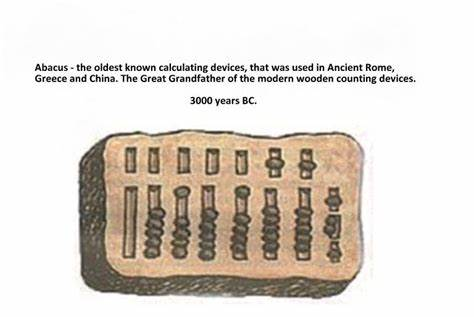 Abacus - the oldest known calculating devices, that was used in Ancient Rome,
Greece and China. The Great Grandfather of the modern wooden counting devices.
3000 years BC.